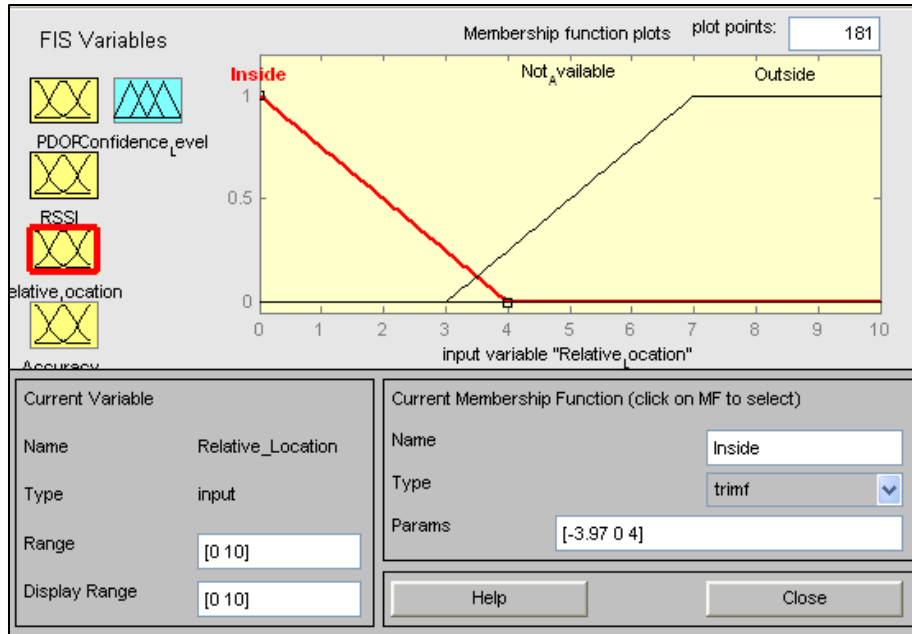 FIS Variables
Membership function plots
plot points:
181
Inside
Not_Available
Outside
1
0.5
0
0 1 2 3 4 5 6 7 8 9 10
input variable "Relative_Location"
PDOP
Confidence_Level
RSSI
elative_Location
Accuracy
Current Variable
Name Relative_Location
Type input
Range [0 10]
Display Range [0 10]
Current Membership Function (click on MF to select)
Name Inside
Type trimf
Params [-3.97 0 4]
Help Close